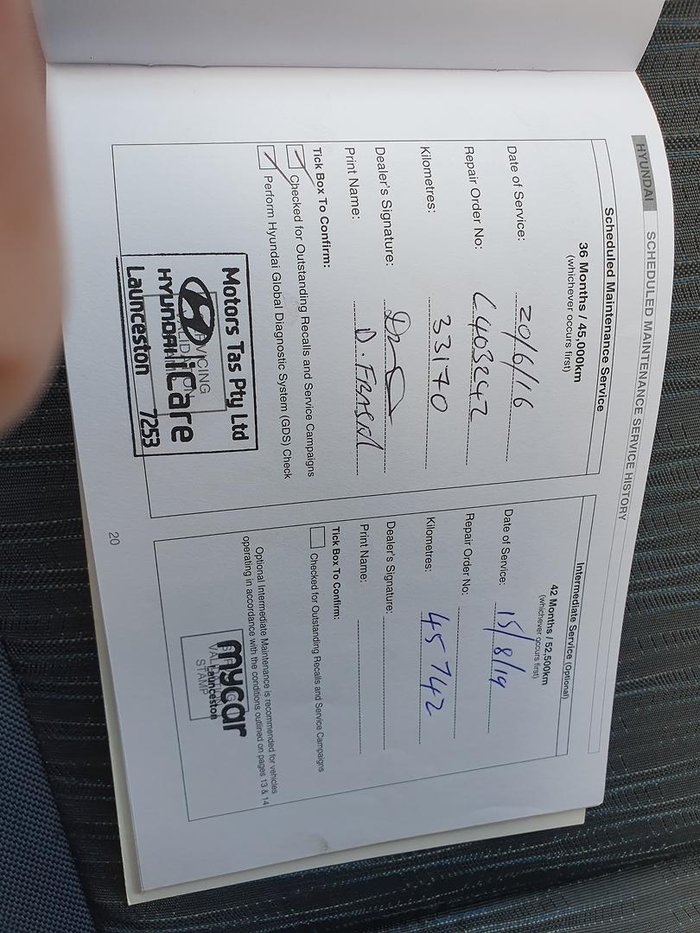 HYUNDAI SCHEDULED MAINTENANCE SERVICE HISTORY
Scheduled Maintenance Service
36 Months / 45,000km
(whichever occurs first)
Date of Service: 20/6/16
Repair Order No:
Kilometres: 33170
Dealer's Signature:
Print Name: D. FRASER
Tick Box To Confirm:
Checked for Outstanding Recalls and Service Campaigns
Perform Hyundai Global Diagnostic System (GDS) Check
Motors Tas Pty Ltd
HYUNDAI iCare
Launceston 7253
Intermediate Service (Optional)
42 Months / 52,500km
(whichever occurs first)
Date of Service: 15/8/19
Repair Order No:
Kilometres: 45742
Dealer's Signature:
Print Name:
Tick Box To Confirm:
Checked for Outstanding Recalls and Service Campaigns
Optional Intermediate Maintenance is recommended for vehicles
operating in accordance with the conditions outlined on pages 13 & 14
mycar
Launceston
STAMP
20